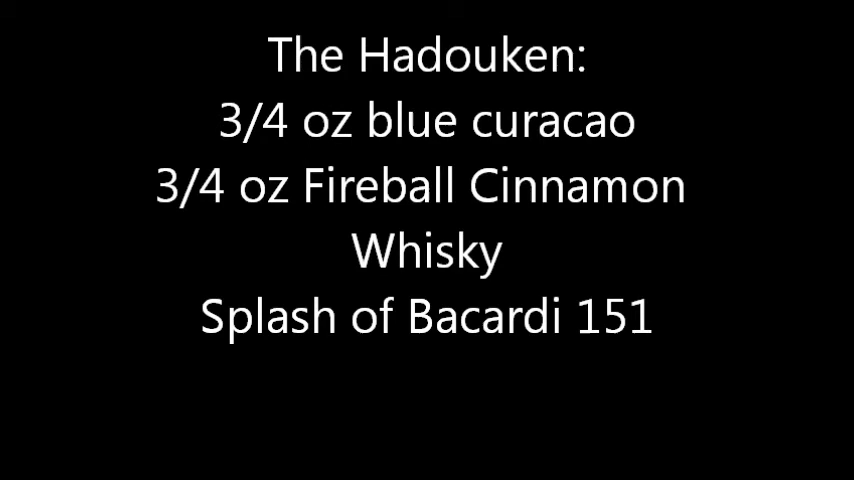 The Hadouken:
3/4 oz blue curacao
3/4 oz Fireball Cinnamon
Whisky
Splash of Bacardi 151